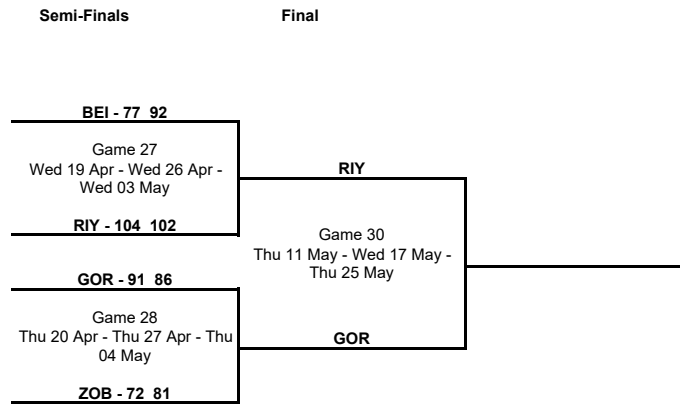 Semi-Finals
Final
BEI - 77 92
Game 27
Wed 19 Apr - Wed 26 Apr -
Wed 03 May
RIY - 104 102
RIY
Game 30
Thu 11 May - Wed 17 May -
Thu 25 May
GOR - 91 86
Game 28
Thu 20 Apr - Thu 27 Apr - Thu
04 May
GOR
ZOB - 72 81